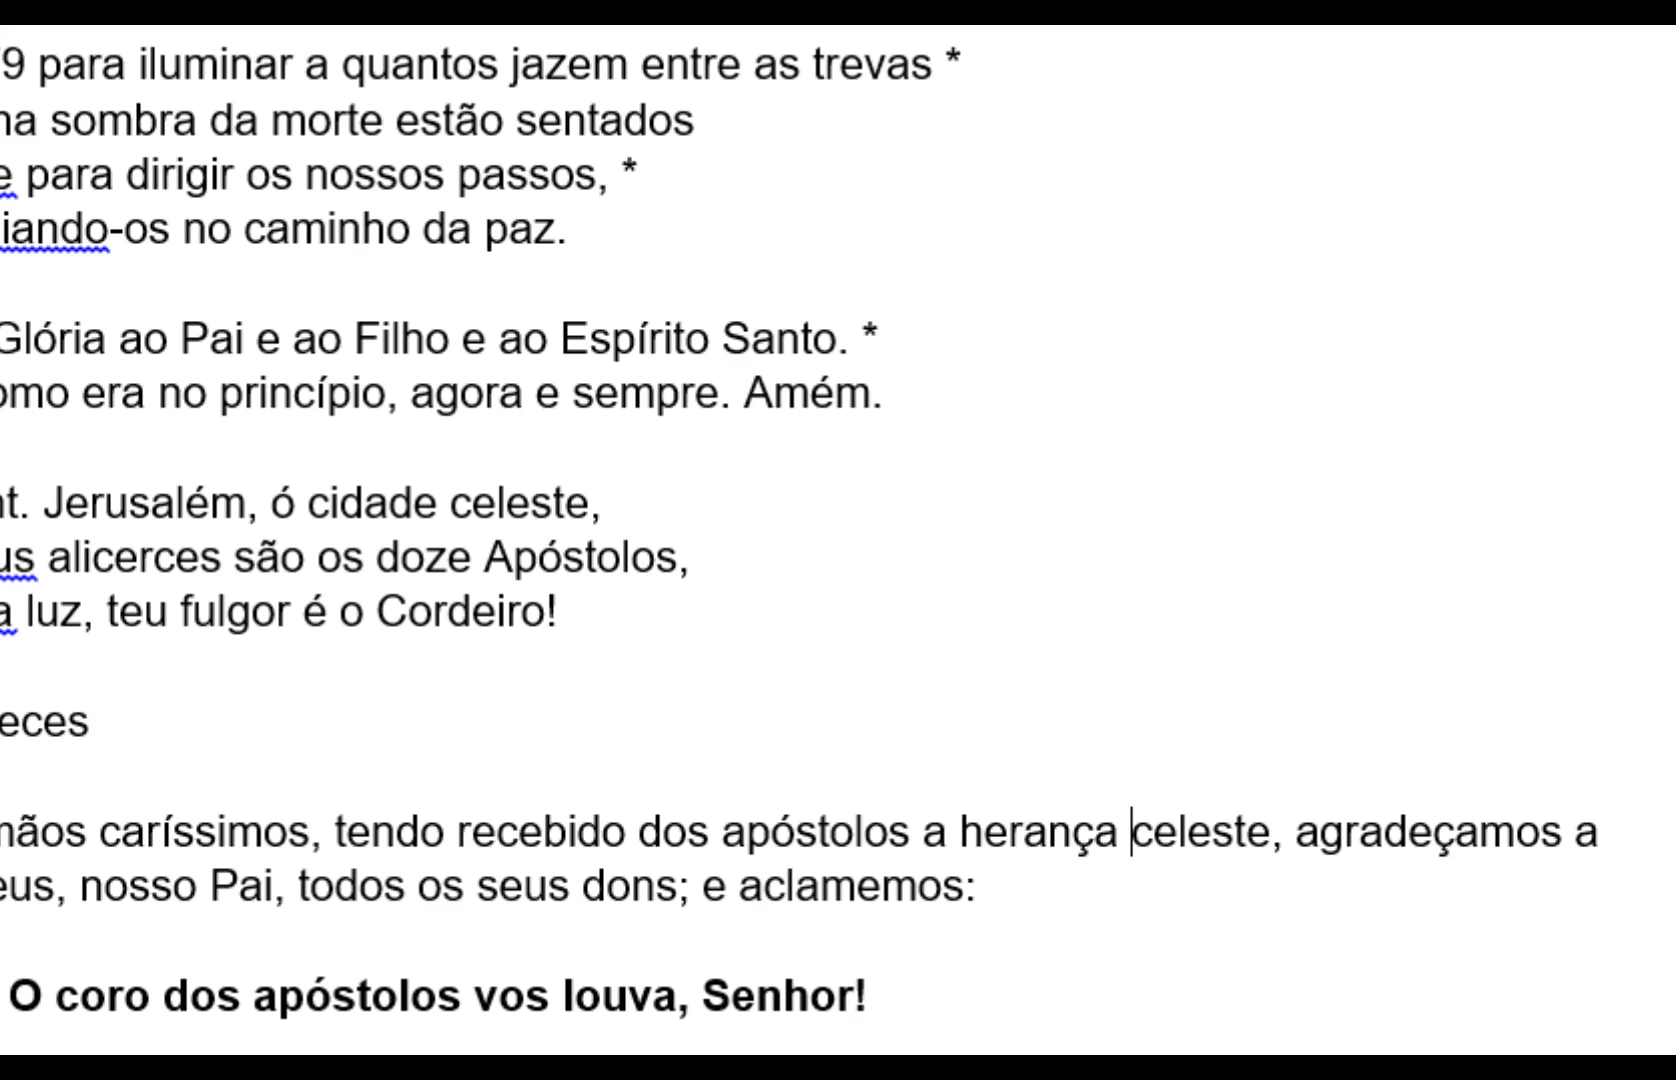 9 para iluminar a quantos jazem entre as trevas *
na sombra da morte estão sentados
e para dirigir os nossos passos, *
iando-os no caminho da paz.
Glória ao Pai e ao Filho e ao Espírito Santo. *
omo era no princípio, agora e sempre. Amém.
nt. Jerusalém, ó cidade celeste,
us alicerces são os doze Apóstolos,
a luz, teu fulgor é o Cordeiro!
eces
mãos caríssimos, tendo recebido dos apóstolos a herança celeste, agradeçamos a
eus, nosso Pai, todos os seus dons; e aclamemos:
O coro dos apóstolos vos louva, Senhor!